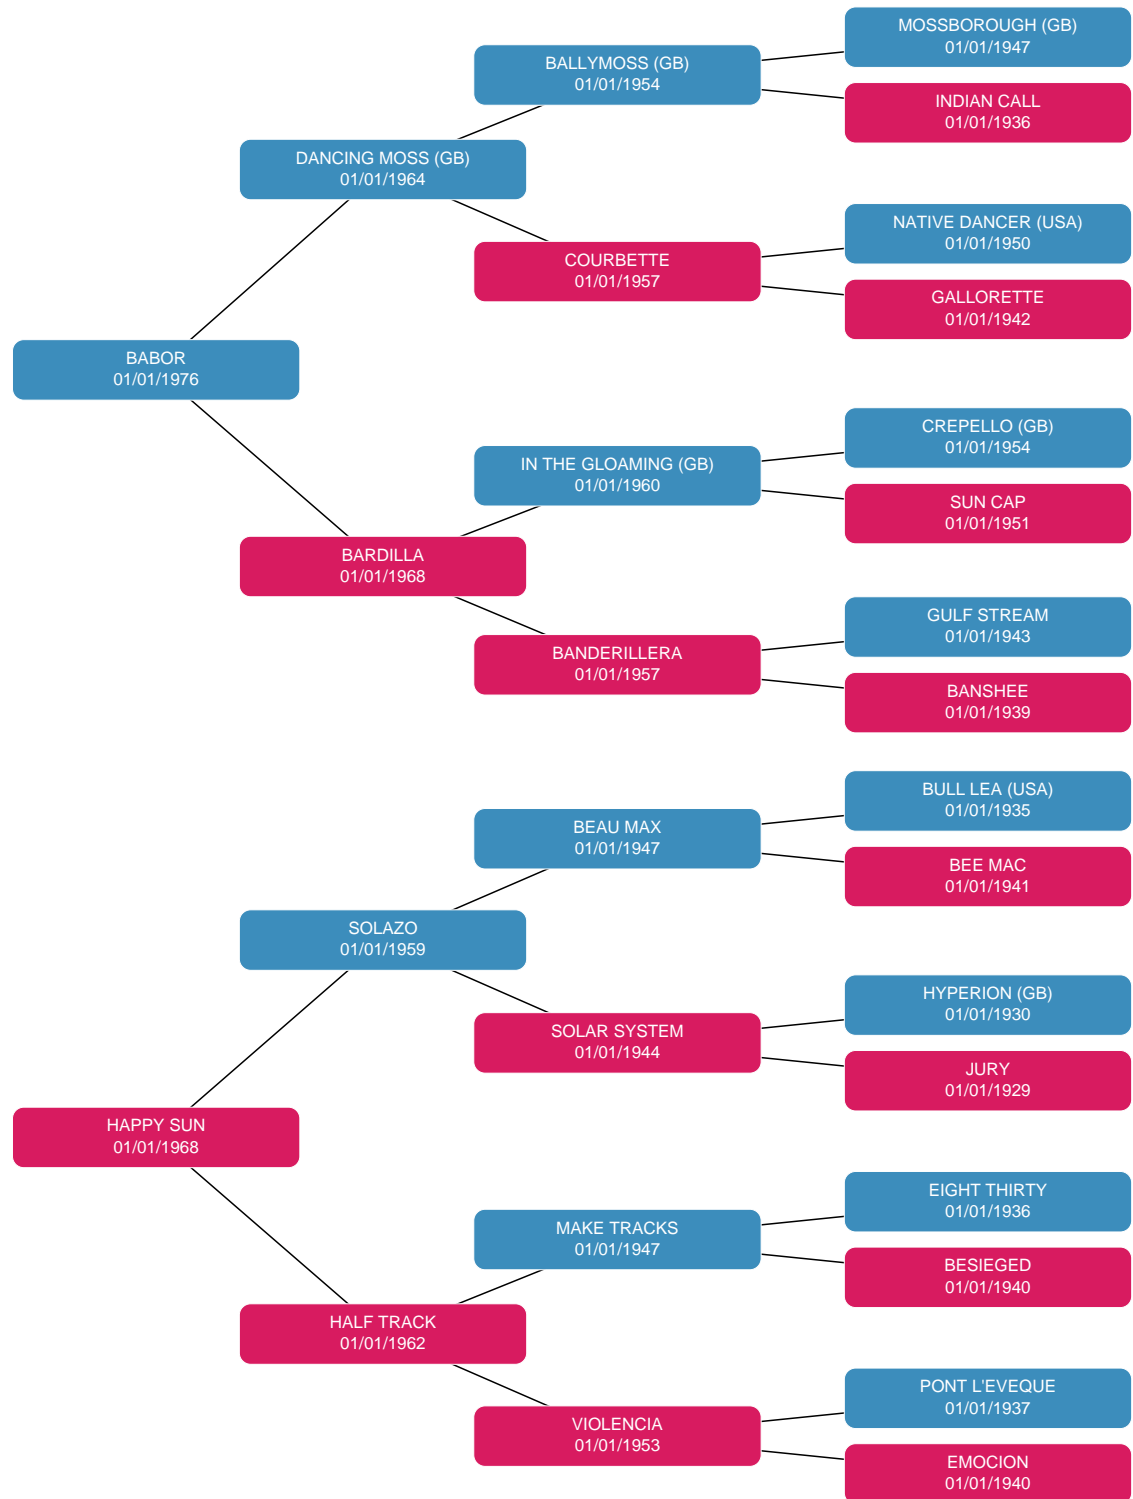 MOSSBOROUGH (GB)
01/01/1947
BALLYMOSS (GB)
01/01/1954
INDIAN CALL
01/01/1936
DANCING MOSS (GB)
01/01/1964
NATIVE DANCER (USA)
01/01/1950
COURBETTE
01/01/1957
GALLORETTE
01/01/1942
BABOR
01/01/1976
CREPELLO (GB)
01/01/1954
IN THE GLOAMING (GB)
01/01/1960
SUN CAP
01/01/1951
BARDILLA
01/01/1968
GULF STREAM
01/01/1943
BANDERILLERA
01/01/1957
BANSHEE
01/01/1939
BULL LEA (USA)
01/01/1935
BEAU MAX
01/01/1947
BEE MAC
01/01/1941
SOLAZO
01/01/1959
HYPERION (GB)
01/01/1930
SOLAR SYSTEM
01/01/1944
JURY
01/01/1929
HAPPY SUN
01/01/1968
EIGHT THIRTY
01/01/1936
MAKE TRACKS
01/01/1947
BESIEGED
01/01/1940
HALF TRACK
01/01/1962
PONT L'EVEQUE
01/01/1937
VIOLENCIA
01/01/1953
EMOCION
01/01/1940